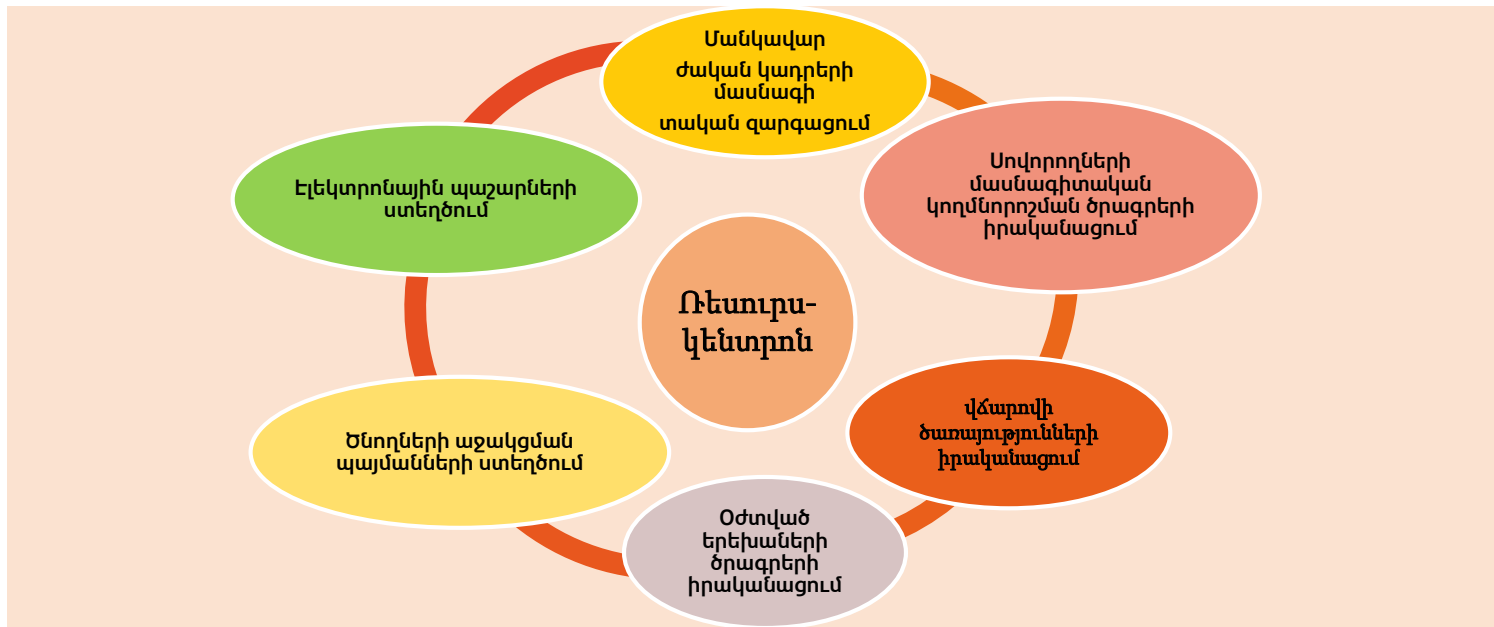 Մանկավար
ժական կադրերի
մասնագի
տական զարգացում
Սովորողների
մասնագիտական
կողմնորոշման ծրագրերի
իրականացում
Էլեկտրոնային պաշարների
ստեղծում
Ռեսուրս-
կենտրոն
վճարովի
ծառայությունների
իրականացում
Ծնողների աջակցման
պայմանների ստեղծում
Օժտված
երեխաների
ծրագրերի
իրականացում